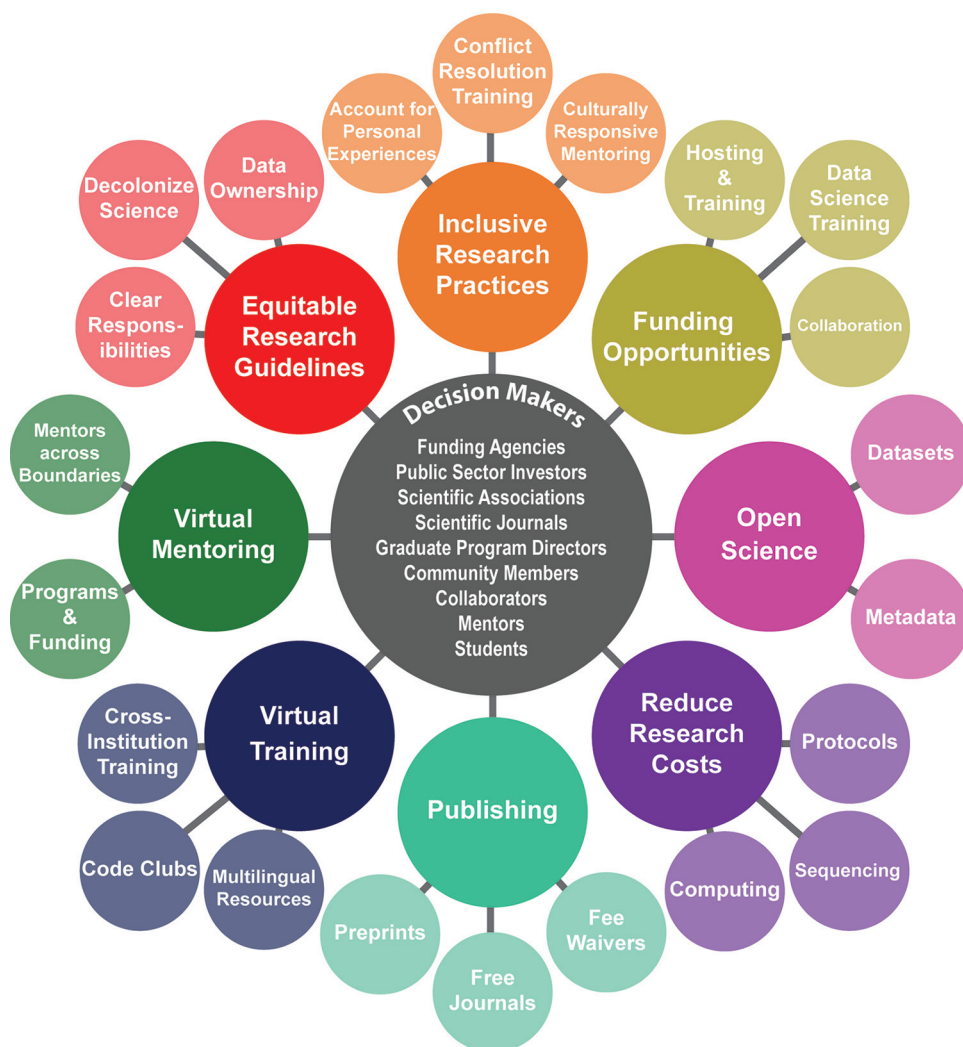 Conflict
Resolution
Training
Account for
Personal
Experiences
Culturally
Responsive
Mentoring
Inclusive
Research
Practices
Hosting
&
Training
Data
Science
Training
Collaboration
Funding
Opportunities
Data
Ownership
Decolonize
Science
Clear
Respons-
ibilities
Equitable
Research
Guidelines
Decision Makers
Funding Agencies
Public Sector Investors
Scientific Associations
Scientific Journals
Graduate Program Directors
Community Members
Collaborators
Mentors
Students
Mentors
across
Boundaries
Programs
&
Funding
Virtual
Mentoring
Open
Science
Datasets
Metadata
Virtual
Training
Cross-
Institution
Training
Code Clubs
Multilingual
Resources
Publishing
Preprints
Free
Journals
Fee
Waivers
Reduce
Research
Costs
Protocols
Sequencing
Computing